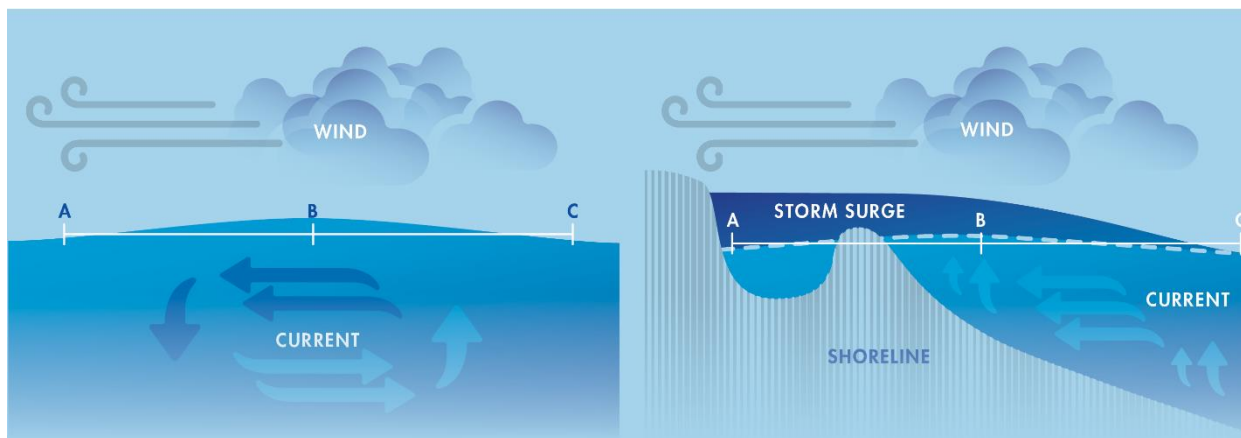 WIND
A
B
C
CURRENT
WIND
STORM SURGE
A
B
C
CURRENT
SHORELINE